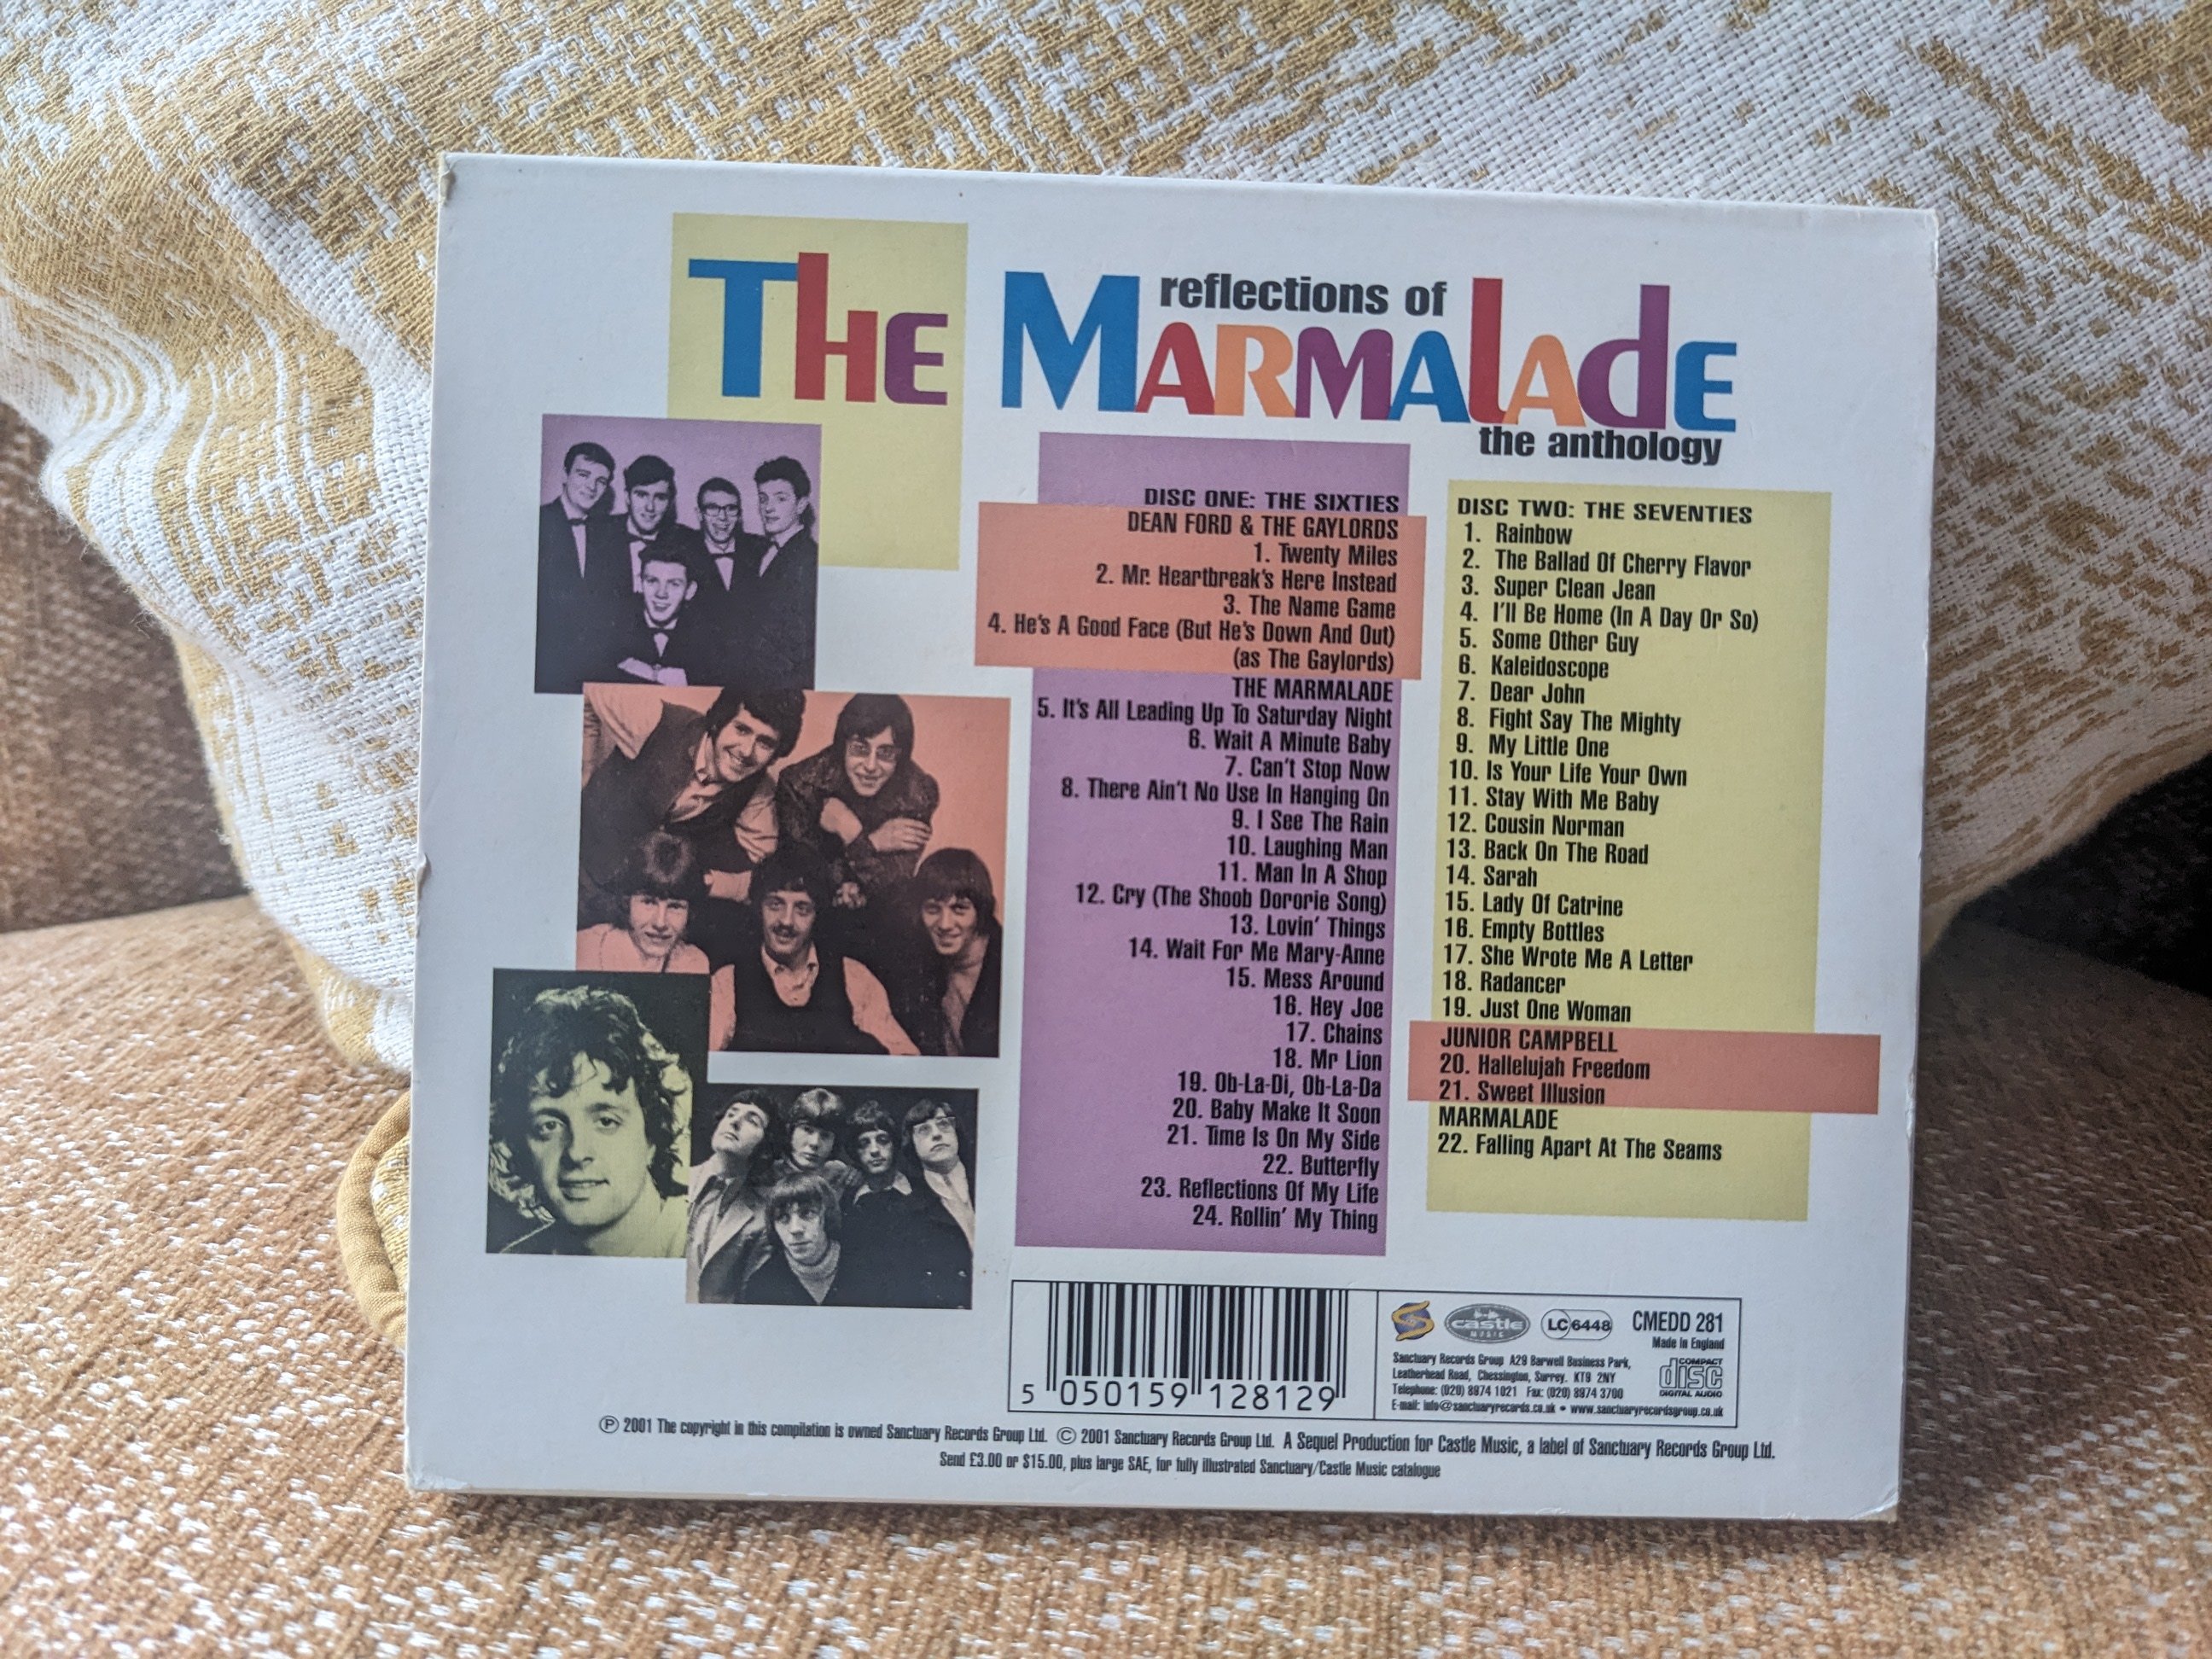 reflections of
THE MARMALADE
the anthology
DISC ONE: THE SIXTIES
DEAN FORD & THE GAYLORDS
1. Twenty Miles
2. Mr. Heartbreak's Here Instead
3. The Name Game
4. He's A Good Face (But He's Down And Out)
(as The Gaylords)
THE MARMALADE
5. It's All Leading Up To Saturday Night
6. Wait A Minute Baby
7. Can't Stop Now
8. There Ain't No Use In Hanging On
9. I See The Rain
10. Laughing Man
11. Man In A Shop
12. Cry (The Shoob Dororie Song)
13. Lovin' Things
14. Wait For Me Mary-Anne
15. Mess Around
16. Hey Joe
17. Chains
18. Mr Lion
19. Ob-La-Di, Ob-La-Da
20. Baby Make It Soon
21. Time Is On My Side
22. Butterfly
23. Reflections Of My Life
24. Rollin' My Thing
DISC TWO: THE SEVENTIES
1. Rainbow
2. The Ballad Of Cherry Flavor
3. Super Clean Jean
4. I'll Be Home (In A Day Or So)
5. Some Other Guy
6. Kaleidoscope
7. Dear John
8. Fight Say The Mighty
9. My Little One
10. Is Your Life Your Own
11. Stay With Me Baby
12. Cousin Norman
13. Back On The Road
14. Sarah
15. Lady Of Catrine
16. Empty Bottles
17. She Wrote Me A Letter
18. Radancer
19. Just One Woman
JUNIOR CAMPBELL
20. Hallelujah Freedom
21. Sweet Illusion
MARMALADE
22. Falling Apart At The Seams
5 050159 128129
castle MUSIC
LC 6448
CMEDD 281
Made in England
Sanctuary Records Group A29 Barwell Business Park,
Leatherhead Road, Chessington, Surrey. KT9 2NY
Telephone: (020) 8974 1021 Fax: (020) 8974 3700
E-mail: info@sanctuaryrecords.co.uk • www.sanctuaryrecordsgroup.co.uk
COMPACT disc DIGITAL AUDIO
℗ 2001 The copyright in this compilation is owned Sanctuary Records Group Ltd. © 2001 Sanctuary Records Group Ltd. A Sequel Production for Castle Music, a label of Sanctuary Records Group Ltd.
Send £3.00 or $15.00, plus large SAE, for fully illustrated Sanctuary/Castle Music catalogue